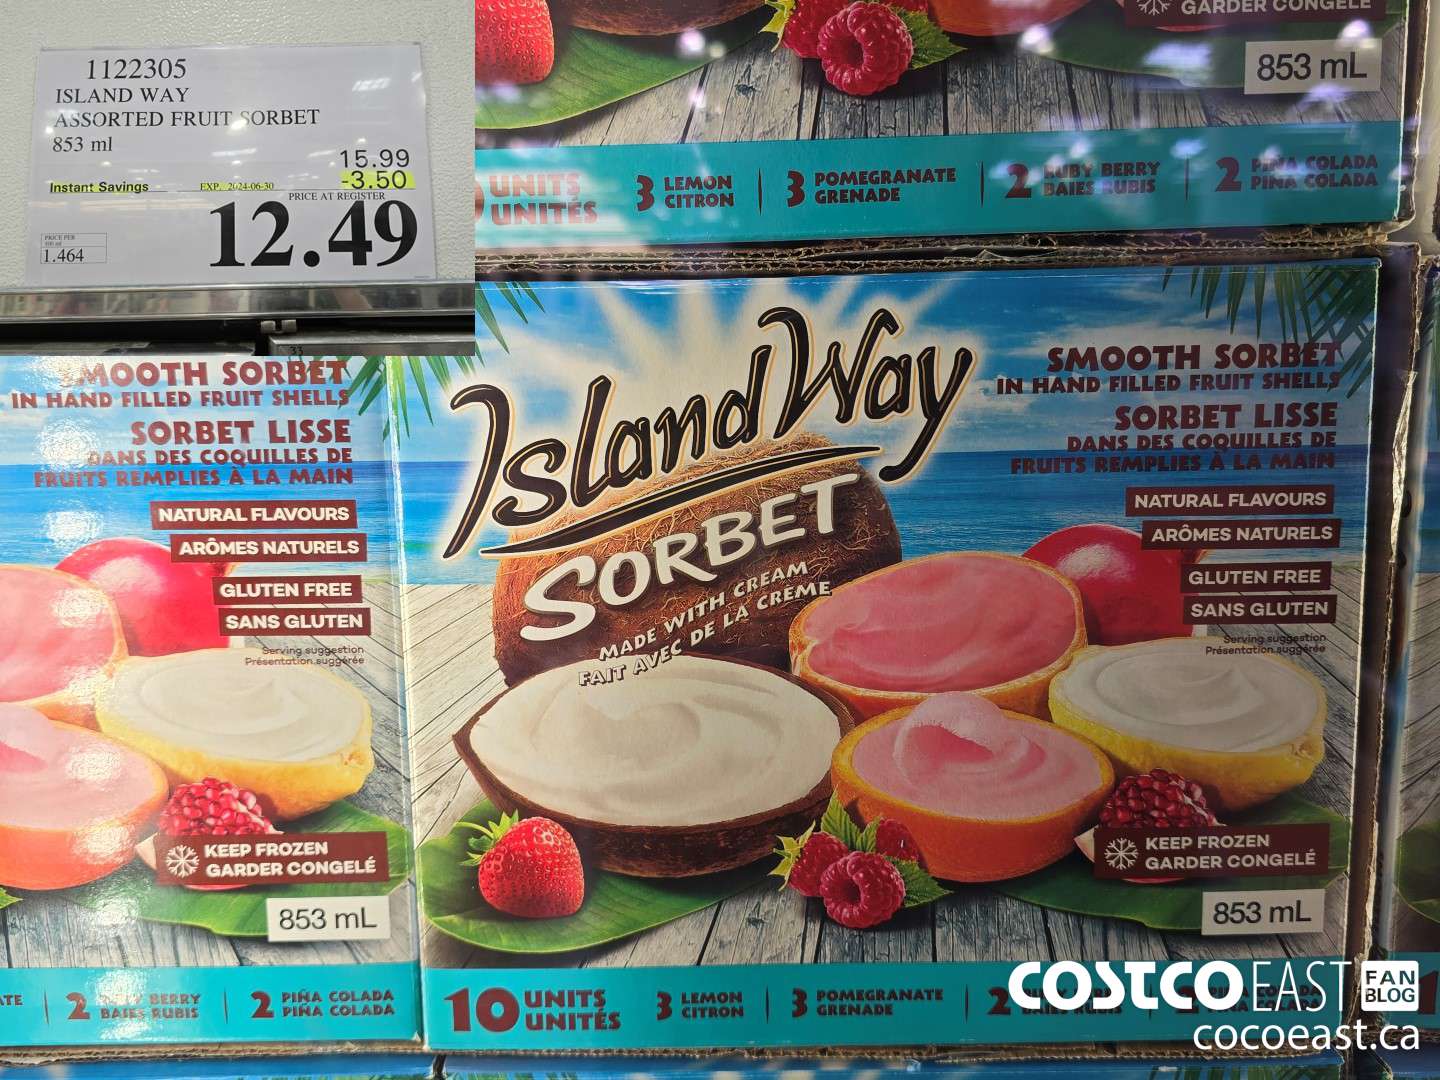 1122305
ISLAND WAY
ASSORTED FRUIT SORBET
853 ml
15.99
Instant Savings EXP. 2024-06-30 -3.50
PRICE AT REGISTER
12.49
PRICE PER
100 ml
1.464
GARDER CONGELÉ
853 mL
UNITS
UNITÉS
3 LEMON
CITRON
3 POMEGRANATE
GRENADE
2 RUBY BERRY
BAIES RUBIS
2 PIÑA COLADA
PIÑA COLADA
SMOOTH SORBET
IN HAND FILLED FRUIT SHELLS
SORBET LISSE
DANS DES COQUILLES DE
FRUITS REMPLIES À LA MAIN
NATURAL FLAVOURS
ARÔMES NATURELS
GLUTEN FREE
SANS GLUTEN
Serving suggestion
Présentation suggérée
KEEP FROZEN
GARDER CONGELÉ
853 mL
2 BERRY
BAIES RUBIS
2 PIÑA COLADA
PIÑA COLADA
Island Way
SORBET
MADE WITH CREAM
FAIT AVEC DE LA CRÈME
SMOOTH SORBET
IN HAND FILLED FRUIT SHELLS
SORBET LISSE
DANS DES COQUILLES DE
FRUITS REMPLIES À LA MAIN
NATURAL FLAVOURS
ARÔMES NATURELS
GLUTEN FREE
SANS GLUTEN
Serving suggestion
Présentation suggérée
KEEP FROZEN
GARDER CONGELÉ
853 mL
10 UNITS
UNITÉS
3 LEMON
CITRON
3 POMEGRANATE
GRENADE
2
COSTCO EAST FAN BLOG
cocoeast.ca